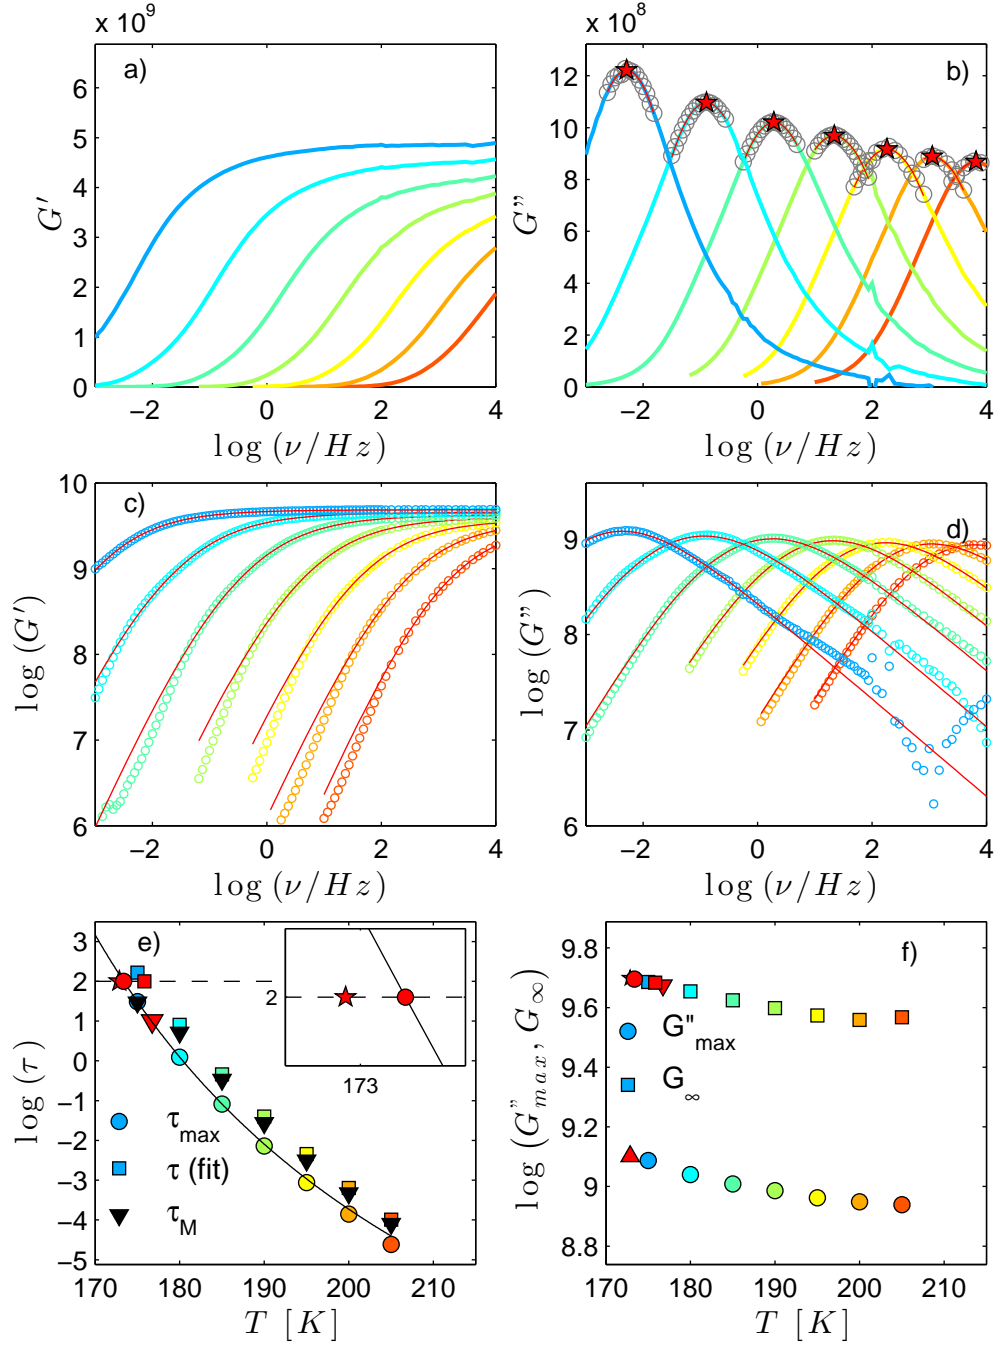 x 10⁹
x 10⁸
a)
b)
6
5
4
3
2
1
0
G′
−2
0
2
4
log (ν/Hz)
12
10
8
6
4
2
0
G″
−2
0
2
4
log (ν/Hz)
c)
d)
10
9
8
7
6
log (G′)
−2
0
2
4
log (ν/Hz)
9
8
7
6
log (G″)
−2
0
2
4
log (ν/Hz)
e)
f)
3
2
1
0
−1
−2
−3
−4
−5
log (τ)
2
173
τmax
τ (fit)
τM
170
180
190
200
210
T [K]
9.8
9.6
9.4
9.2
9
8.8
log (G″max, G∞)
G″max
G∞
170
180
190
200
210
T [K]